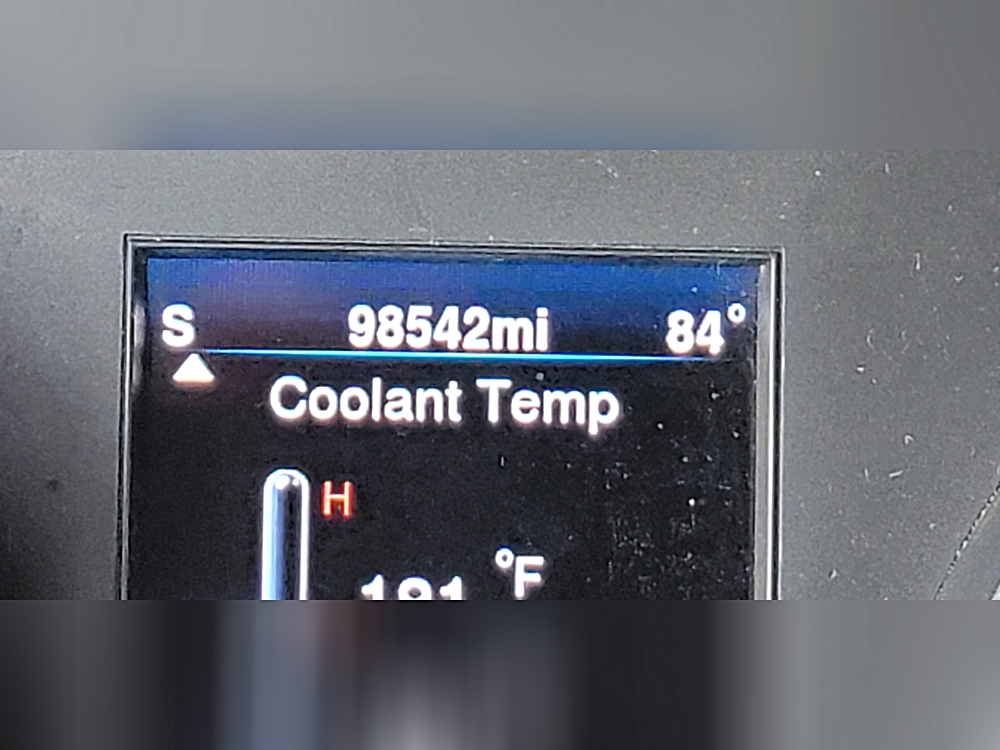 S 98542mi 84°
Coolant Temp
H
°F